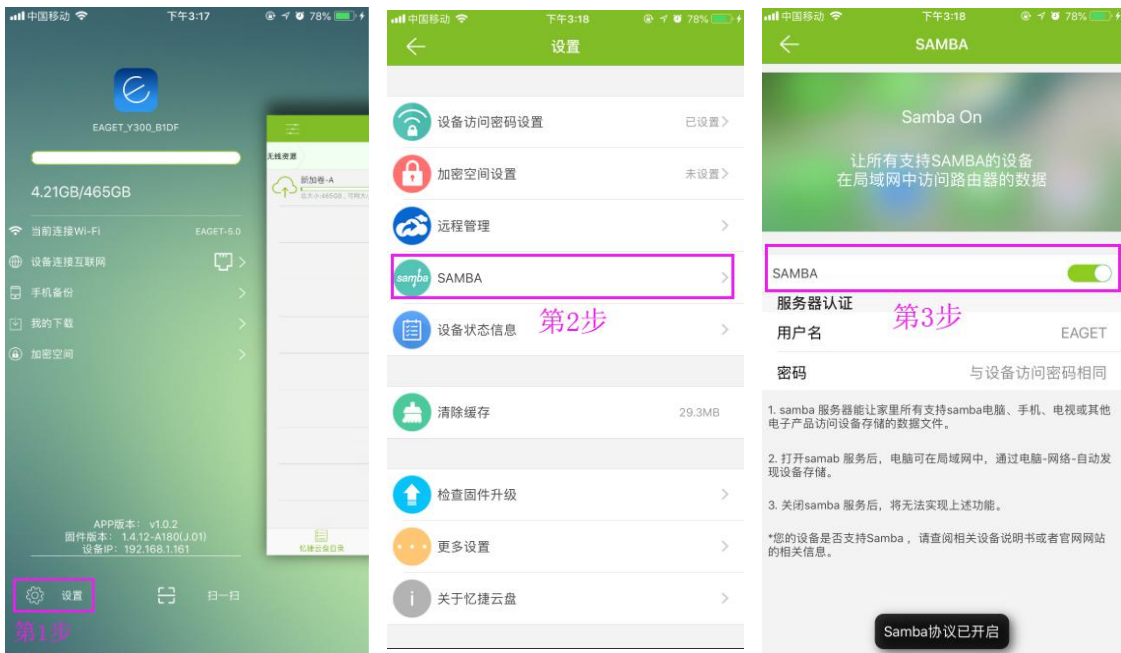 中国移动
下午3:17
78%
EAGET_Y300_B1DF
4.21GB/465GB
当前连接Wi-Fi
EAGET-5.0
设备连接互联网
手机备份
我的下载
加密空间
APP版本： v1.0.2
固件版本： 1.4.12-A180(J.01)
设备IP： 192.168.1.161
设置
扫一扫
第1步
无线资源
新加卷-A
忆捷云盘目录
中国移动
下午3:18
78%
设置
设备访问密码设置
已设置
加密空间设置
未设置
远程管理
samba
SAMBA
第2步
设备状态信息
清除缓存
29.3MB
检查固件升级
更多设置
关于忆捷云盘
中国移动
下午3:18
78%
SAMBA
Samba On
让所有支持SAMBA的设备
在局域网中访问路由器的数据
SAMBA
服务器认证
第3步
用户名
EAGET
密码
与设备访问密码相同
1. samba 服务器能让家里所有支持samba电脑、手机、电视或其他
电子产品访问设备存储的数据文件。
2. 打开samab 服务后，电脑可在局域网中，通过电脑-网络-自动发
现设备存储。
3. 关闭samba 服务后，将无法实现上述功能。
*您的设备是否支持Samba ，请查阅相关设备说明书或者官网网站
的相关信息。
Samba协议已开启